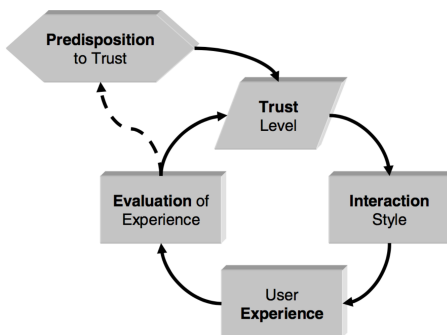 Predisposition
to Trust
Trust
Level
Evaluation of
Experience
Interaction
Style
User
Experience